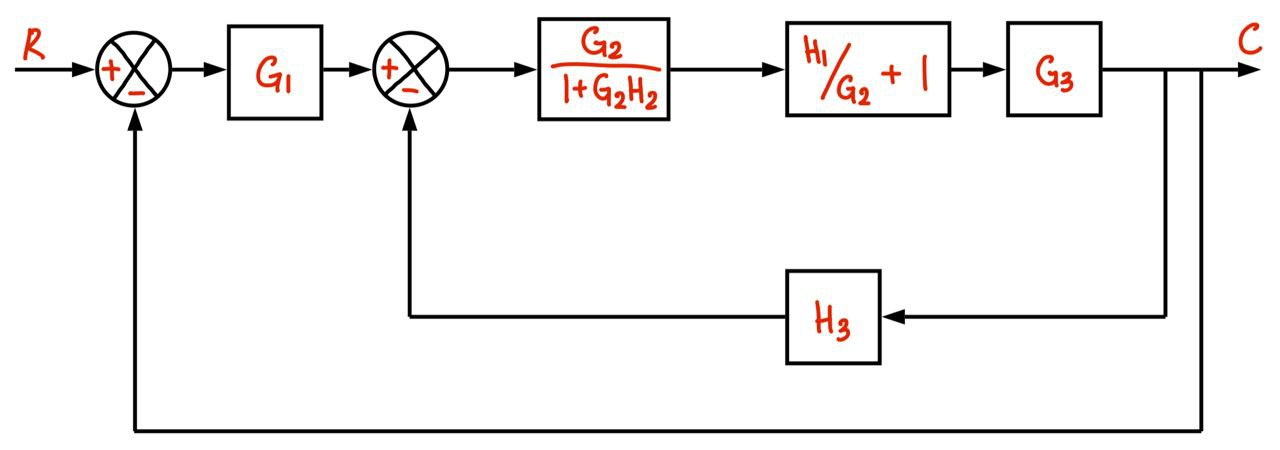 R
+
-
G1
+
-
G2
1+G2H2
H1/G2 + 1
G3
C
H3